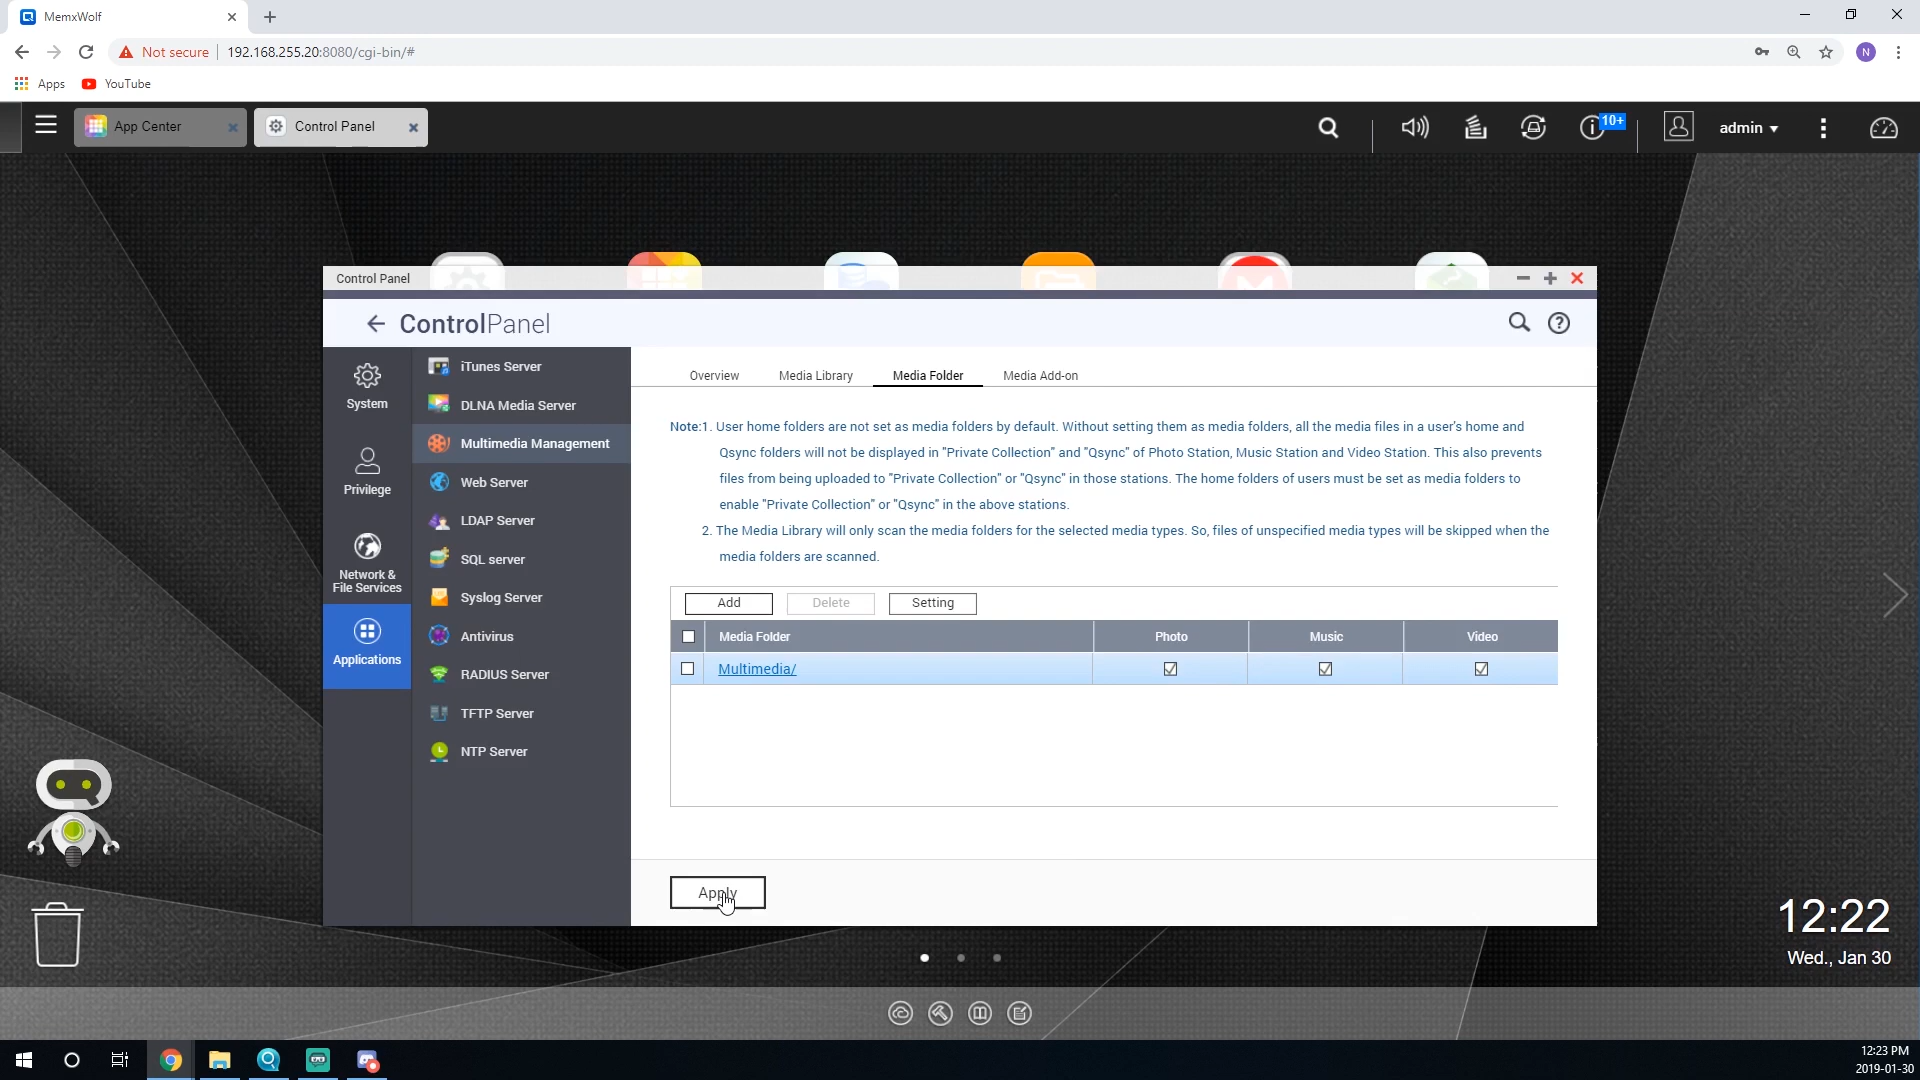 MemxWolf
Not secure
192.168.255.20:8080/cgi-bin/#
N
Apps
YouTube
App Center
Control Panel
10+
admin
Control Panel
ControlPanel
System
Privilege
Network &
File Services
Applications
iTunes Server
DLNA Media Server
Multimedia Management
Web Server
LDAP Server
SQL server
Syslog Server
Antivirus
RADIUS Server
TFTP Server
NTP Server
Overview
Media Library
Media Folder
Media Add-on
Note:1. User home folders are not set as media folders by default. Without setting them as media folders, all the media files in a user's home and
Qsync folders will not be displayed in "Private Collection" and "Qsync" of Photo Station, Music Station and Video Station. This also prevents
files from being uploaded to "Private Collection" or "Qsync" in those stations. The home folders of users must be set as media folders to
enable "Private Collection" or "Qsync" in the above stations.
2. The Media Library will only scan the media folders for the selected media types. So, files of unspecified media types will be skipped when the
media folders are scanned.
Add
Delete
Setting
Media Folder
Photo
Music
Video
Multimedia/
Apply
12:22
Wed., Jan 30
12:23 PM
2019-01-30